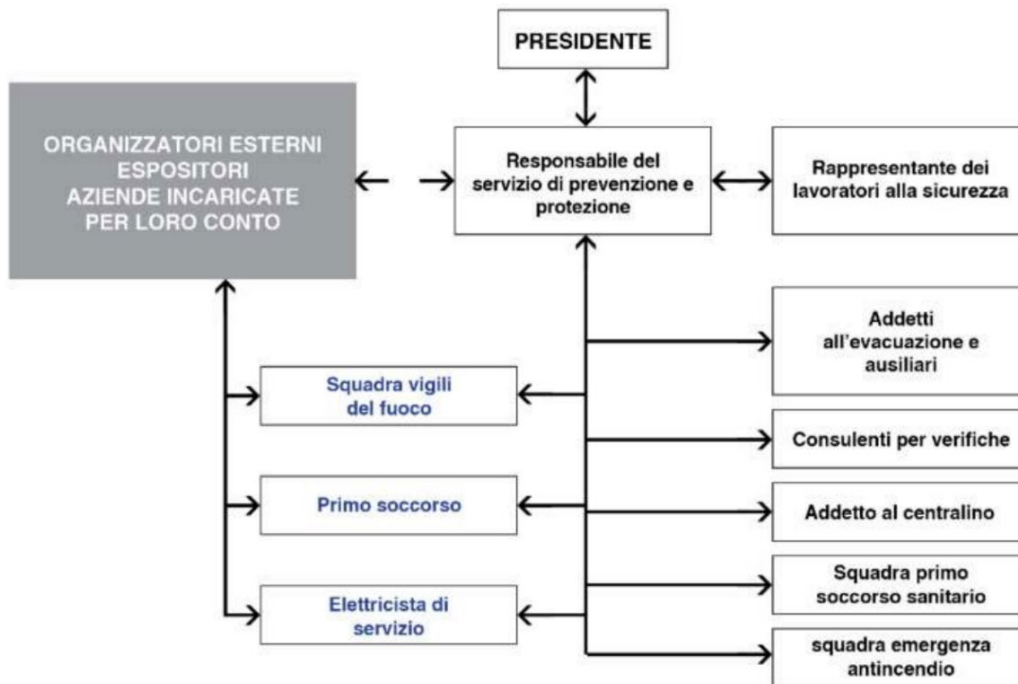 PRESIDENTE
ORGANIZZATORI ESTERNI
ESPOSITORI
AZIENDE INCARICATE
PER LORO CONTO
Responsabile del
servizio di prevenzione e
protezione
Rappresentante dei
lavoratori alla sicurezza
Addetti
all'evacuazione e
ausiliari
Squadra vigili
del fuoco
Consulenti per verifiche
Primo soccorso
Addetto al centralino
Squadra primo
soccorso sanitario
Elettricista di
servizio
squadra emergenza
antincendio